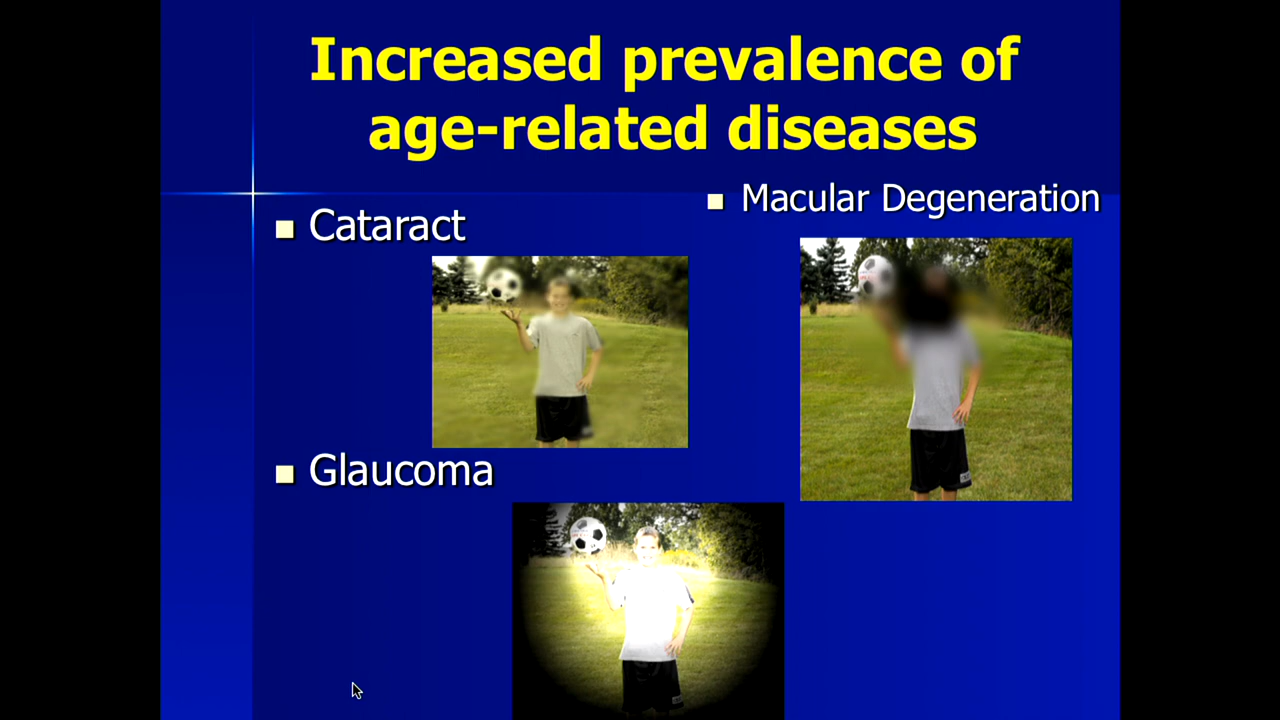 Increased prevalence of
age-related diseases
Cataract
Macular Degeneration
Glaucoma